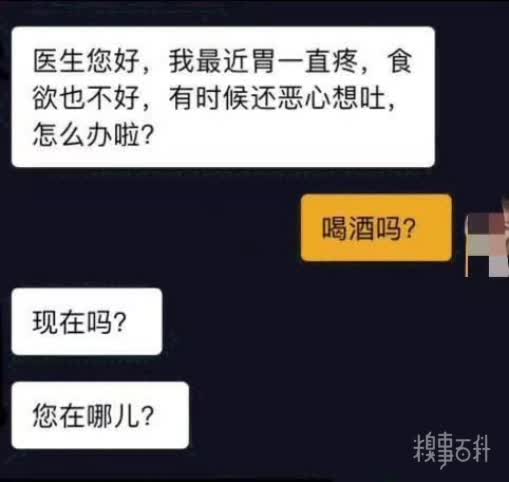 医生您好，我最近胃一直疼，食
欲也不好，有时候还恶心想吐，
怎么办啦？
喝酒吗？
现在吗？
您在哪儿？
糗事百科